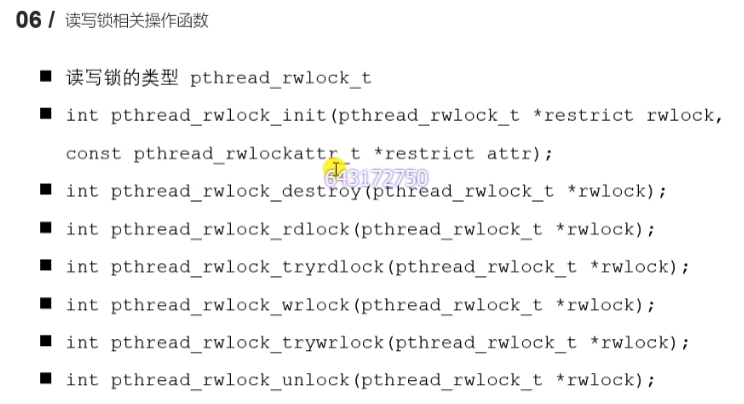 06 / 读写锁相关操作函数
■ 读写锁的类型 pthread_rwlock_t
■ int pthread_rwlock_init(pthread_rwlock_t *restrict rwlock,
const pthread_rwlockattr_t *restrict attr);
643172750
■ int pthread_rwlock_destroy(pthread_rwlock_t *rwlock);
■ int pthread_rwlock_rdlock(pthread_rwlock_t *rwlock);
■ int pthread_rwlock_tryrdlock(pthread_rwlock_t *rwlock);
■ int pthread_rwlock_wrlock(pthread_rwlock_t *rwlock);
■ int pthread_rwlock_trywrlock(pthread_rwlock_t *rwlock);
■ int pthread_rwlock_unlock(pthread_rwlock_t *rwlock);